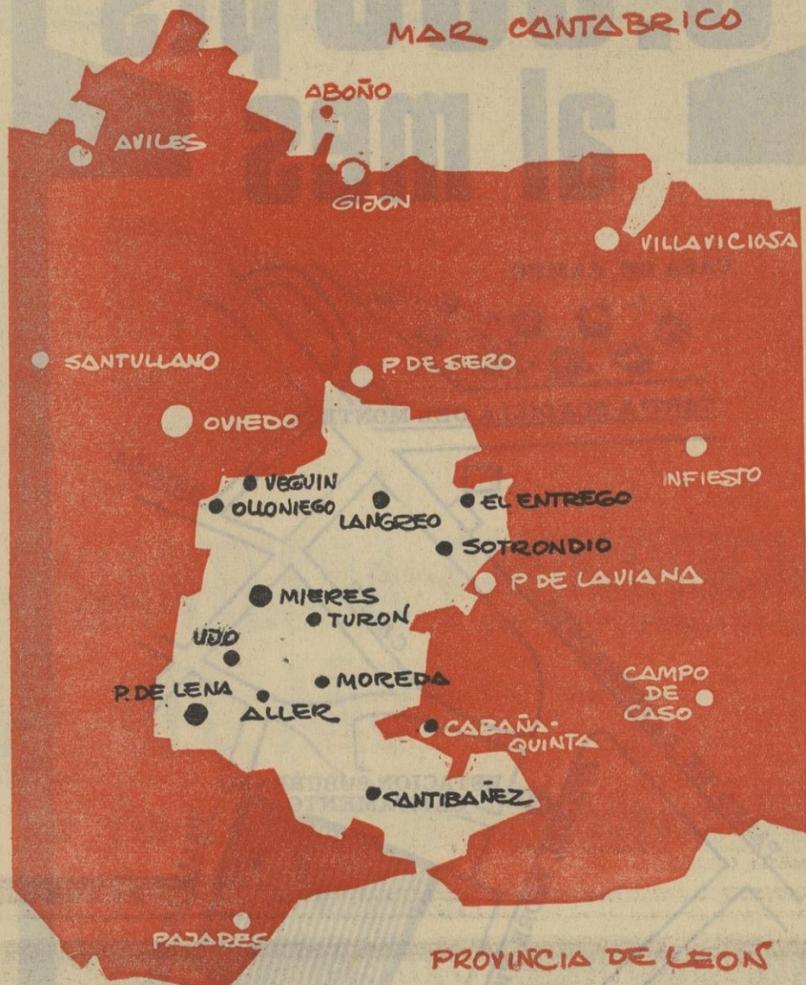 MAR CANTABRICO
ABOÑO
AVILES
GIJON
VILLAVICIOSA
SANTULLANO
P. DE SIERO
OVIEDO
INFIESTO
VEGUIN
OLLONIEGO
LANGREO
EL ENTREGO
SOTRONDIO
P. DE LAVIANA
MIERES
TURON
UJO
MOREDA
P. DE LENA
ALLER
CAMPO
DE
CASO
CABAÑA-
QUINTA
SANTIBAÑEZ
PAJARES
PROVINCIA DE LEON